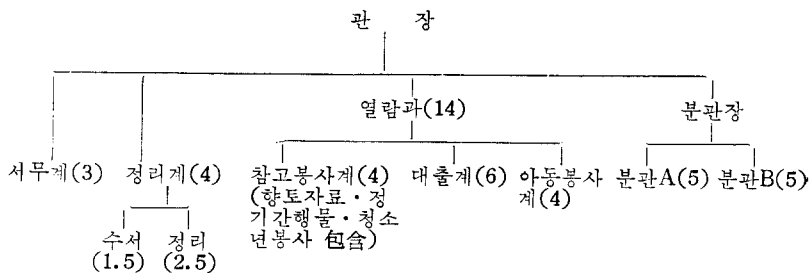 관 장
열람과(14) 분관장
서무계(3) 정리계(4) 참고봉사계(4) 대출계(6) 아동봉사 분관A(5) 분관B(5)
(향토자료·정 계(4)
기간행물·청소
수서 정리 년봉사 包含)
(1.5) (2.5)